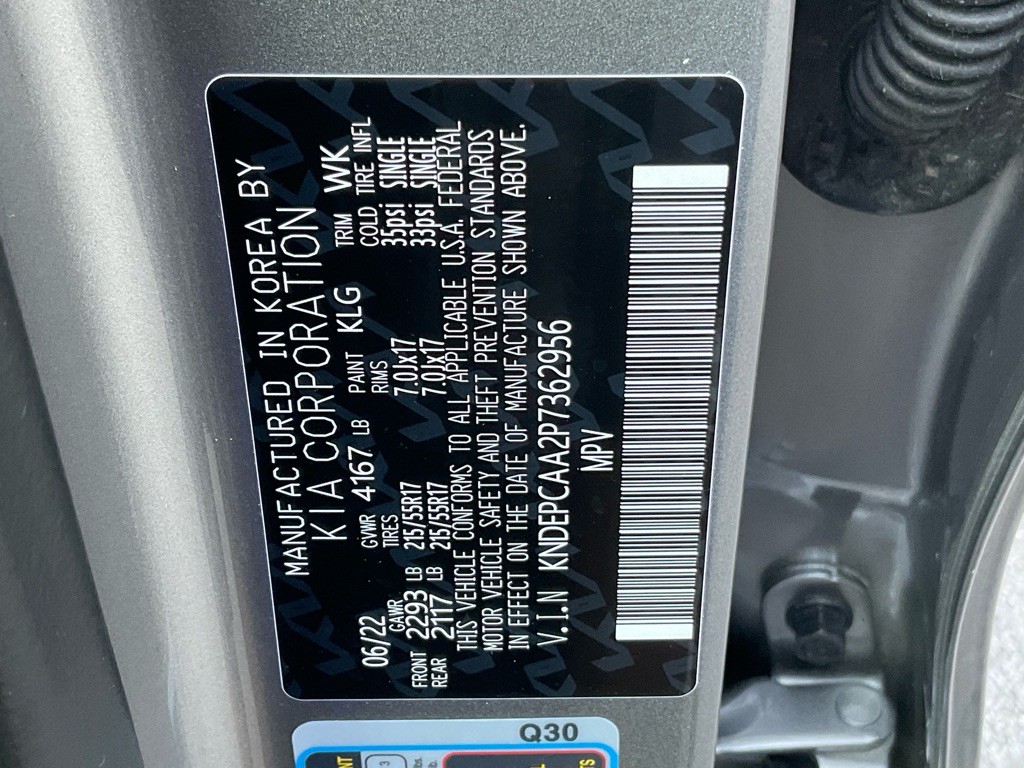 MANUFACTURED IN KOREA BY
KIA CORPORATION
06/22 GVWR 4167 LB PAINT KLG TRIM WK
GAWR TIRES RIMS COLD TIRE INFL
FRONT 2293 LB 215/55R17 7.0Jx17 35psi SINGLE
REAR 2117 LB 215/55R17 7.0Jx17 33psi SINGLE
THIS VEHICLE CONFORMS TO ALL APPLICABLE U.S.A. FEDERAL
MOTOR VEHICLE SAFETY AND THEFT PREVENTION STANDARDS
IN EFFECT ON THE DATE OF MANUFACTURE SHOWN ABOVE.
V.I.N KNDEPCAA2P7362956
MPV
Q30